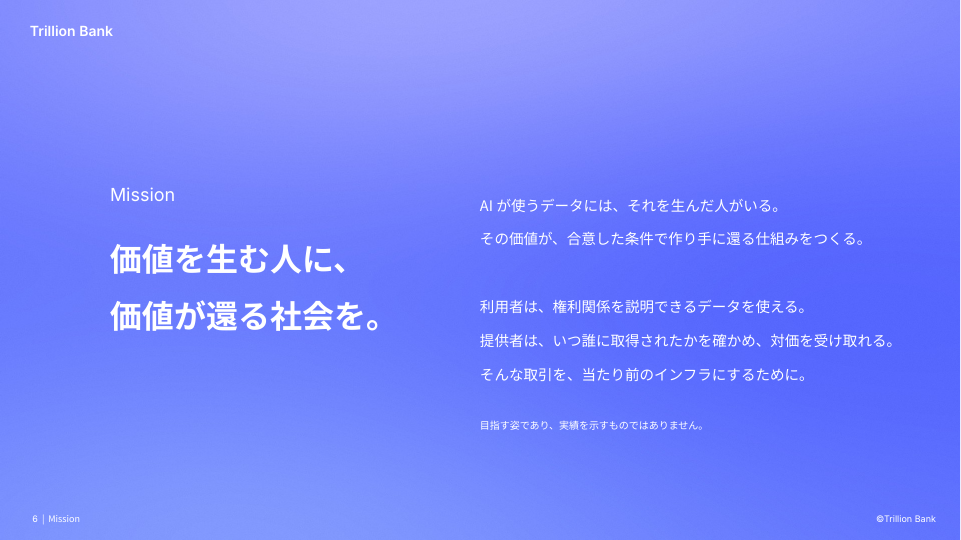 Trillion Bank
Mission
価値を生む人に、
価値が還る社会を。
AI が使うデータには、それを生んだ人がいる。
その価値が、合意した条件で作り手に還る仕組みをつくる。
利用者は、権利関係を説明できるデータを使える。
提供者は、いつ誰に取得されたかを確かめ、対価を受け取れる。
そんな取引を、当たり前のインフラにするために。
目指す姿であり、実績を示すものではありません。
6 | Mission
©Trillion Bank